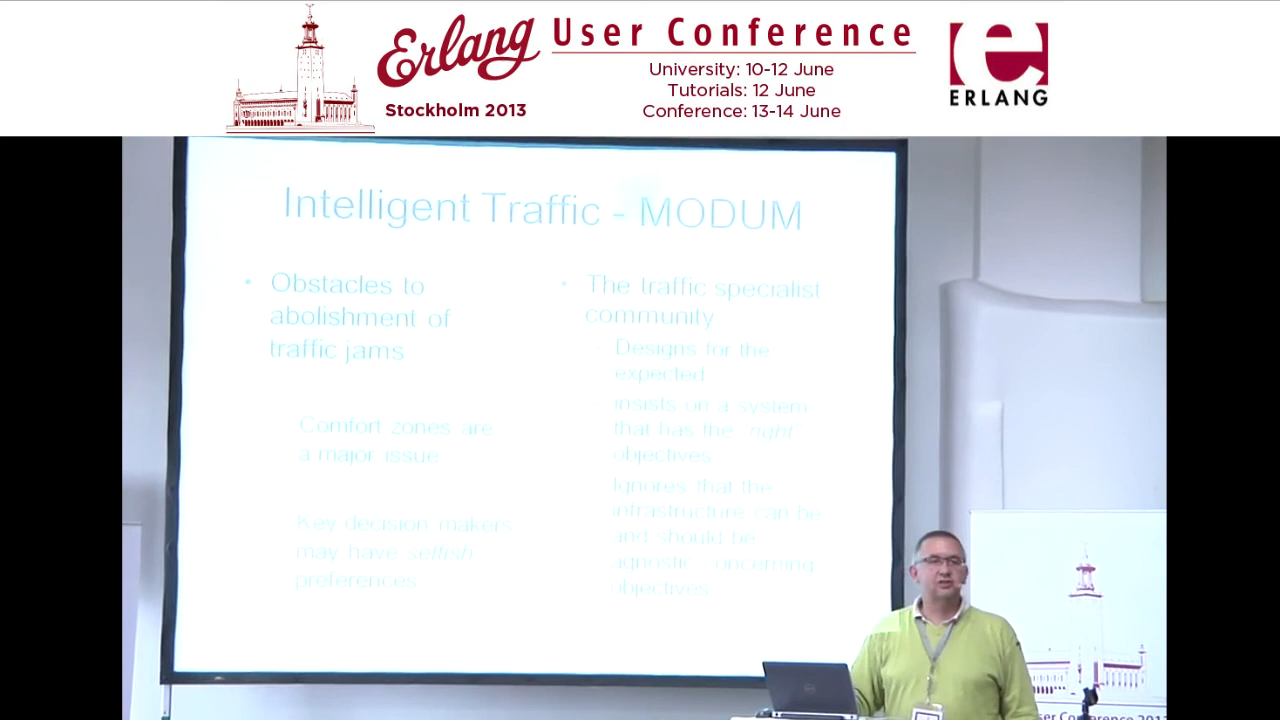 Erlang
User Conference
Stockholm 2013
University: 10-12 June
Tutorials: 12 June
Conference: 13-14 June
e
ERLANG
Intelligent Traffic - MODUM
• Obstacles to
abolishment of
traffic jams
Comfort zones are
a major issue
Key decision makers
may have selfish
preferences
• The traffic specialist
community
– Designs for the
expected
insists on a system
that has the 'right'
objectives
Ignores that the
infrastructure can be
and should be
agnostic concerning
objectives
User Conference 2013